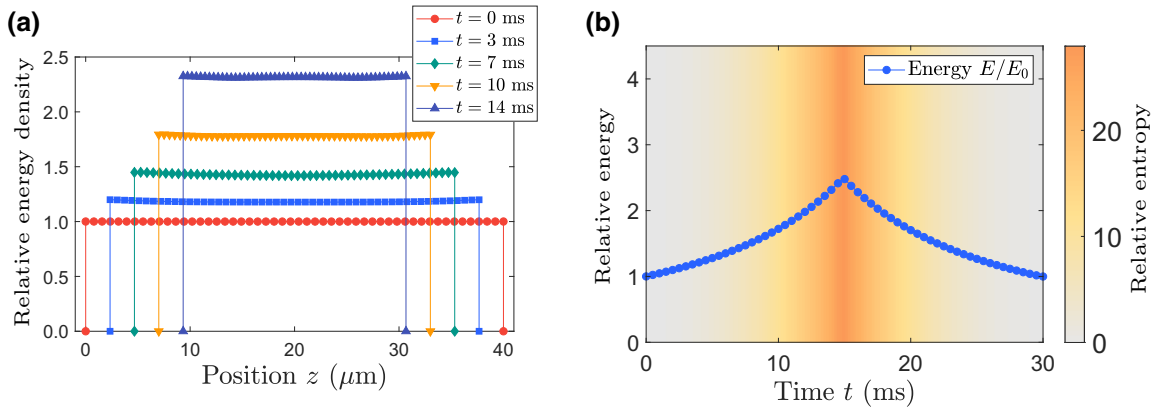 (a)
t = 0 ms
t = 3 ms
t = 7 ms
t = 10 ms
t = 14 ms
Relative energy density
2.5
2.0
1.5
1.0
0.5
0.0
0 10 20 30 40
Position z (μm)
(b)
Energy E/E₀
Relative energy
4
3
2
1
0
0 10 20 30
Time t (ms)
20
10
0
Relative entropy